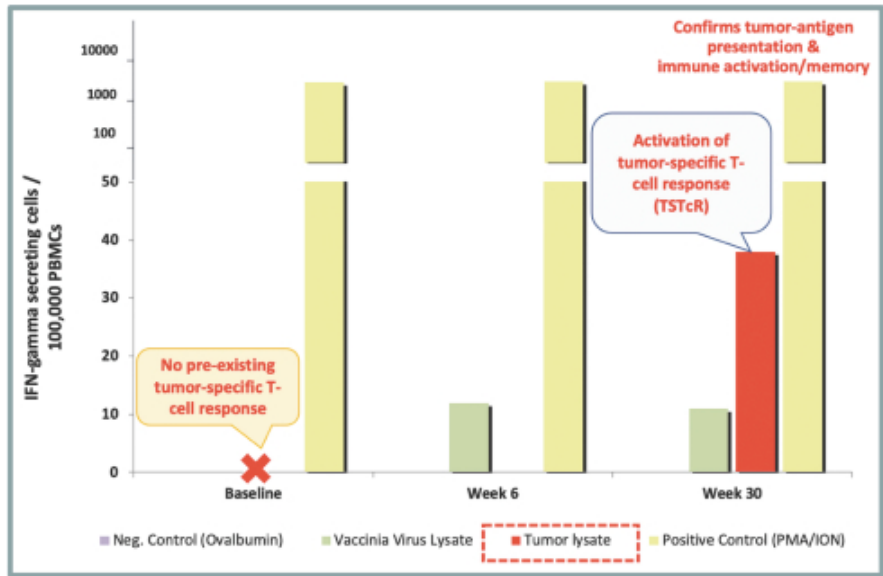 Confirms tumor-antigen
presentation &
immune activation/memory
10000
1000
100
50
40
30
20
10
0
IFN-gamma secreting cells /
100,000 PBMCs
Activation of
tumor-specific T-
cell response
(TSTcR)
No pre-existing
tumor-specific T-
cell response
Baseline
Week 6
Week 30
Neg. Control (Ovalbumin)
Vaccinia Virus Lysate
Tumor lysate
Positive Control (PMA/ION)